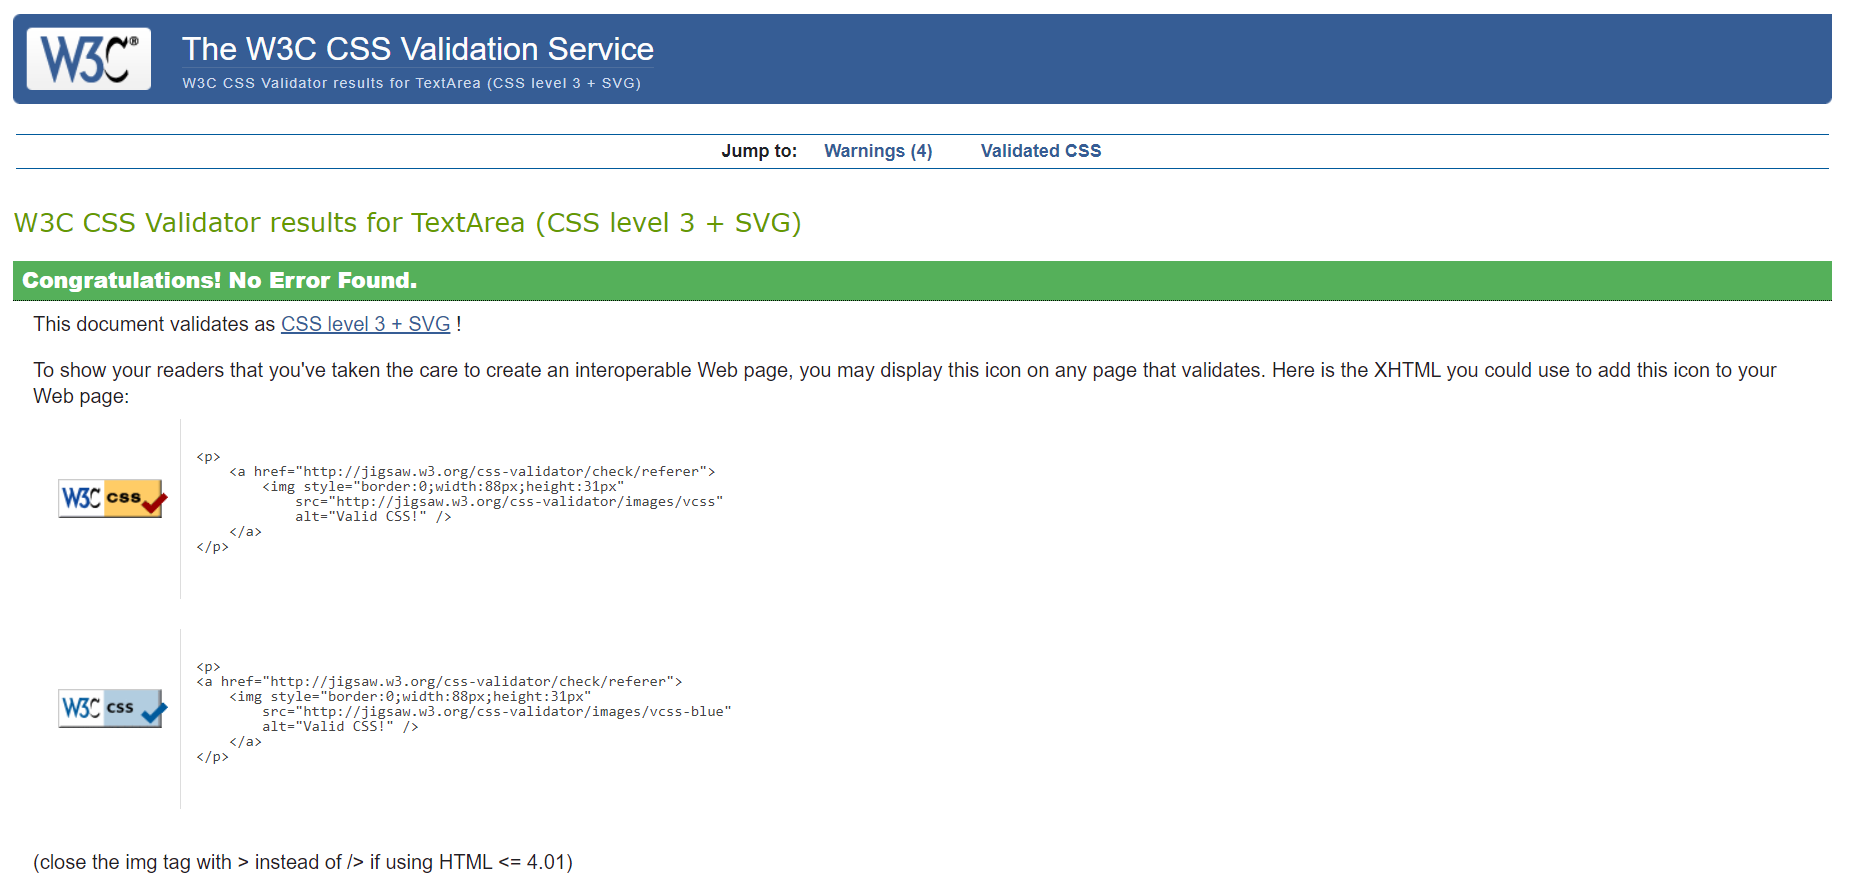 W3C®
The W3C CSS Validation Service
W3C CSS Validator results for TextArea (CSS level 3 + SVG)
Jump to: Warnings (4) Validated CSS
W3C CSS Validator results for TextArea (CSS level 3 + SVG)
Congratulations! No Error Found.
This document validates as CSS level 3 + SVG !
To show your readers that you've taken the care to create an interoperable Web page, you may display this icon on any page that validates. Here is the XHTML you could use to add this icon to your
Web page:
W3C css
<p>
    <a href="http://jigsaw.w3.org/css-validator/check/referer">
        <img style="border:0;width:88px;height:31px"
            src="http://jigsaw.w3.org/css-validator/images/vcss"
            alt="Valid CSS!" />
    </a>
</p>
W3C css
<p>
<a href="http://jigsaw.w3.org/css-validator/check/referer">
    <img style="border:0;width:88px;height:31px"
        src="http://jigsaw.w3.org/css-validator/images/vcss-blue"
        alt="Valid CSS!" />
    </a>
</p>
(close the img tag with > instead of /> if using HTML <= 4.01)